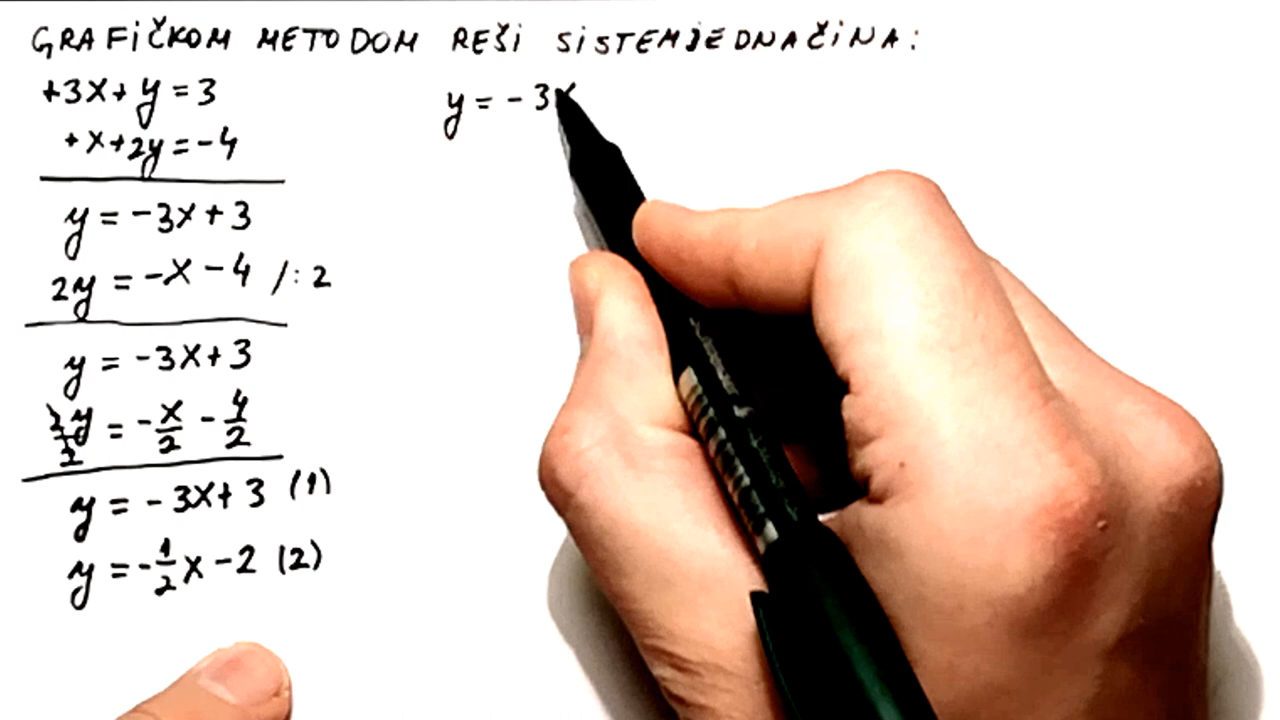 GRAFIČKOM METODOM REŠI SISTEM JEDNAČINA:
+3x+y=3
+x+2y=-4
y=-3x+3
2y=-x-4 /:2
y=-3x+3
2y/2=-x/2-4/2
y=-3x+3 (1)
y=-1/2x-2 (2)
y=-3x